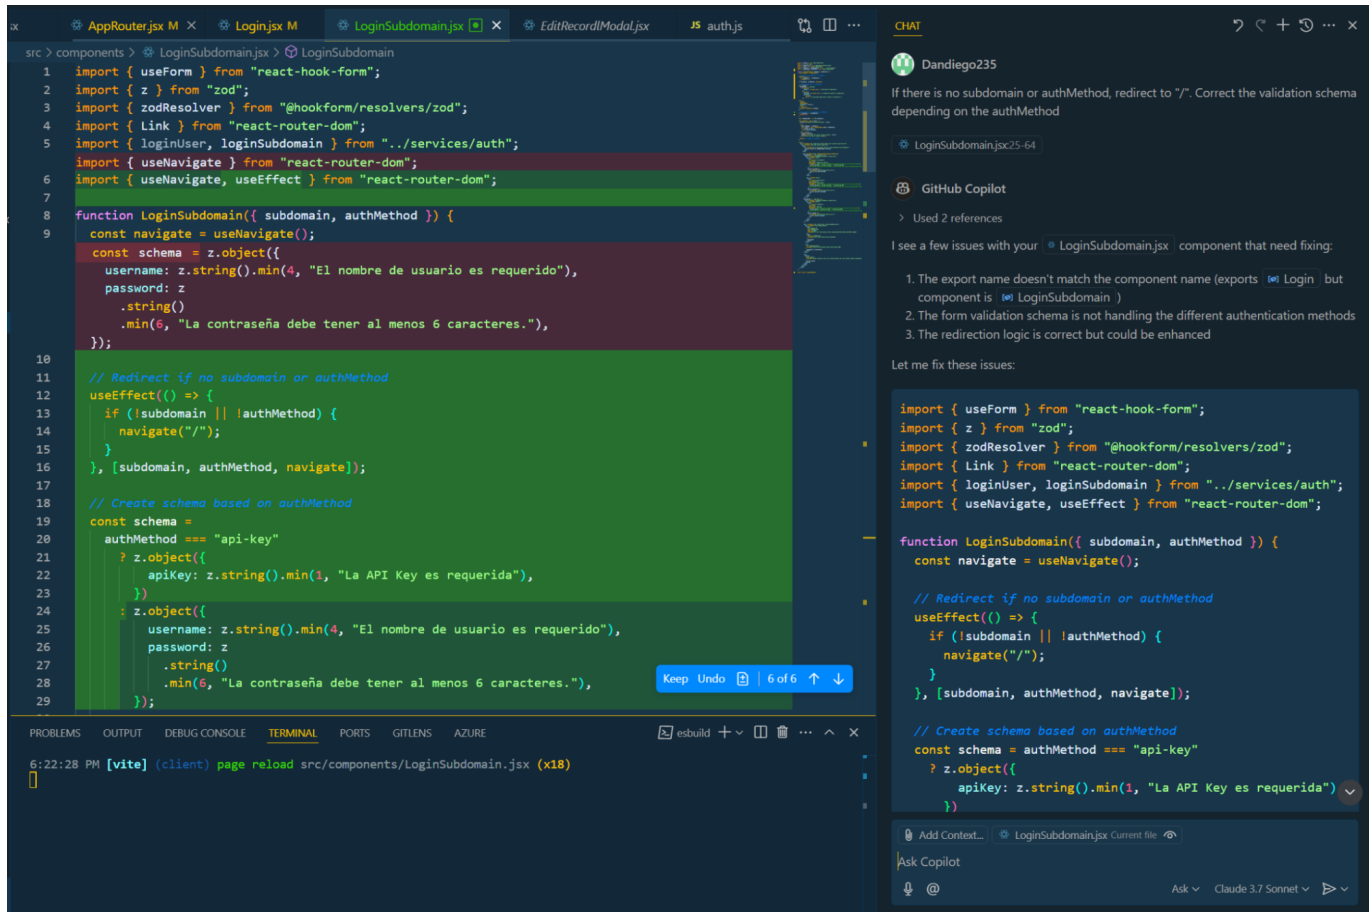 AppRouter.jsx M
Login.jsx M
LoginSubdomain.jsx
EditRecordlModal.jsx
JS auth.js
src > components > LoginSubdomain.jsx > LoginSubdomain
1 import { useForm } from "react-hook-form";
2 import { z } from "zod";
3 import { zodResolver } from "@hookform/resolvers/zod";
4 import { Link } from "react-router-dom";
5 import { loginUser, loginSubdomain } from "../services/auth";
import { useNavigate } from "react-router-dom";
6 import { useNavigate, useEffect } from "react-router-dom";
7
8 function LoginSubdomain({ subdomain, authMethod }) {
9 const navigate = useNavigate();
const schema = z.object({
username: z.string().min(4, "El nombre de usuario es requerido"),
password: z
.string()
.min(6, "La contraseña debe tener al menos 6 caracteres."),
});
10
11 // Redirect if no subdomain or authMethod
12 useEffect(() => {
13 if (!subdomain || !authMethod) {
14 navigate("/");
15 }
16 }, [subdomain, authMethod, navigate]);
17
18 // Create schema based on authMethod
19 const schema =
20 authMethod === "api-key"
21 ? z.object({
22 apiKey: z.string().min(1, "La API Key es requerida"),
23 })
24 : z.object({
25 username: z.string().min(4, "El nombre de usuario es requerido"),
26 password: z
27 .string()
28 .min(6, "La contraseña debe tener al menos 6 caracteres."),
29 });
Keep Undo 6 of 6
PROBLEMS OUTPUT DEBUG CONSOLE TERMINAL PORTS GITLENS AZURE
esbuild
6:22:28 PM [vite] (client) page reload src/components/LoginSubdomain.jsx (x18)
CHAT
Dandiego235
If there is no subdomain or authMethod, redirect to "/". Correct the validation schema
depending on the authMethod
LoginSubdomain.jsx:25-64
GitHub Copilot
> Used 2 references
I see a few issues with your LoginSubdomain.jsx component that need fixing:
1. The export name doesn't match the component name (exports Login but
component is LoginSubdomain )
2. The form validation schema is not handling the different authentication methods
3. The redirection logic is correct but could be enhanced
Let me fix these issues:
import { useForm } from "react-hook-form";
import { z } from "zod";
import { zodResolver } from "@hookform/resolvers/zod";
import { Link } from "react-router-dom";
import { loginUser, loginSubdomain } from "../services/auth";
import { useNavigate, useEffect } from "react-router-dom";
function LoginSubdomain({ subdomain, authMethod }) {
const navigate = useNavigate();
// Redirect if no subdomain or authMethod
useEffect(() => {
if (!subdomain || !authMethod) {
navigate("/");
}
}, [subdomain, authMethod, navigate]);
// Create schema based on authMethod
const schema = authMethod === "api-key"
? z.object({
apiKey: z.string().min(1, "La API Key es requerida")
})
Add Context...
LoginSubdomain.jsx Current file
Ask Copilot
@
Ask
Claude 3.7 Sonnet